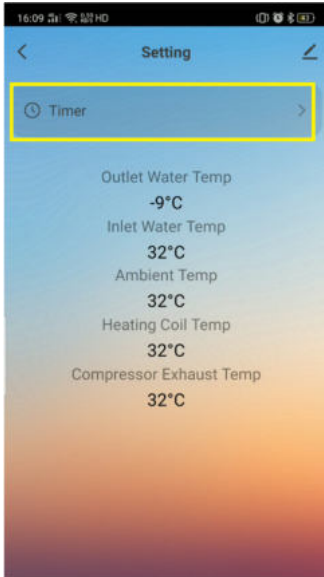 16:09 HD
Setting
Timer
Outlet Water Temp
-9°C
Inlet Water Temp
32°C
Ambient Temp
32°C
Heating Coil Temp
32°C
Compressor Exhaust Temp
32°C